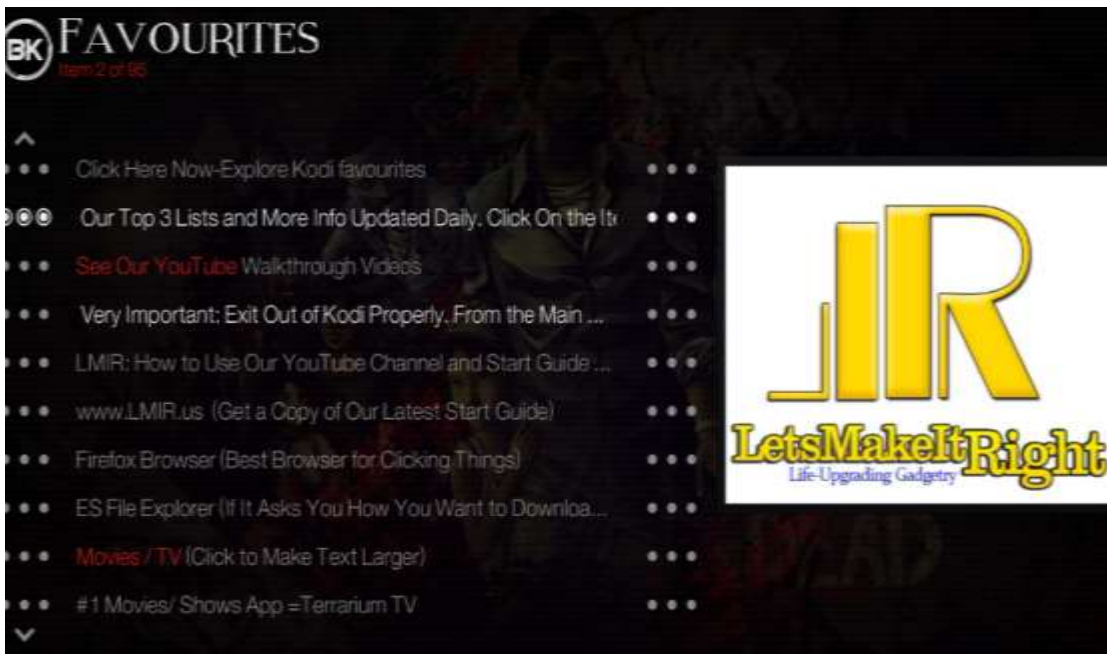 BK
FAVOURITES
Item 2 of 95
Click Here Now-Explore Kodi favourites
Our Top 3 Lists and More Info Updated Daily. Click On the Ite
See Our YouTube Walkthrough Videos
Very Important: Exit Out of Kodi Properly. From the Main ...
LMIR: How to Use Our YouTube Channel and Start Guide ...
www.LMIR.us (Get a Copy of Our Latest Start Guide)
Firefox Browser (Best Browser for Clicking Things)
ES File Explorer (If It Asks You How You Want to Downloa...
Movies / TV (Click to Make Text Larger)
#1 Movies/ Shows App =Terrarium TV
LetsMakeItRight
Life-Upgrading Gadgetry